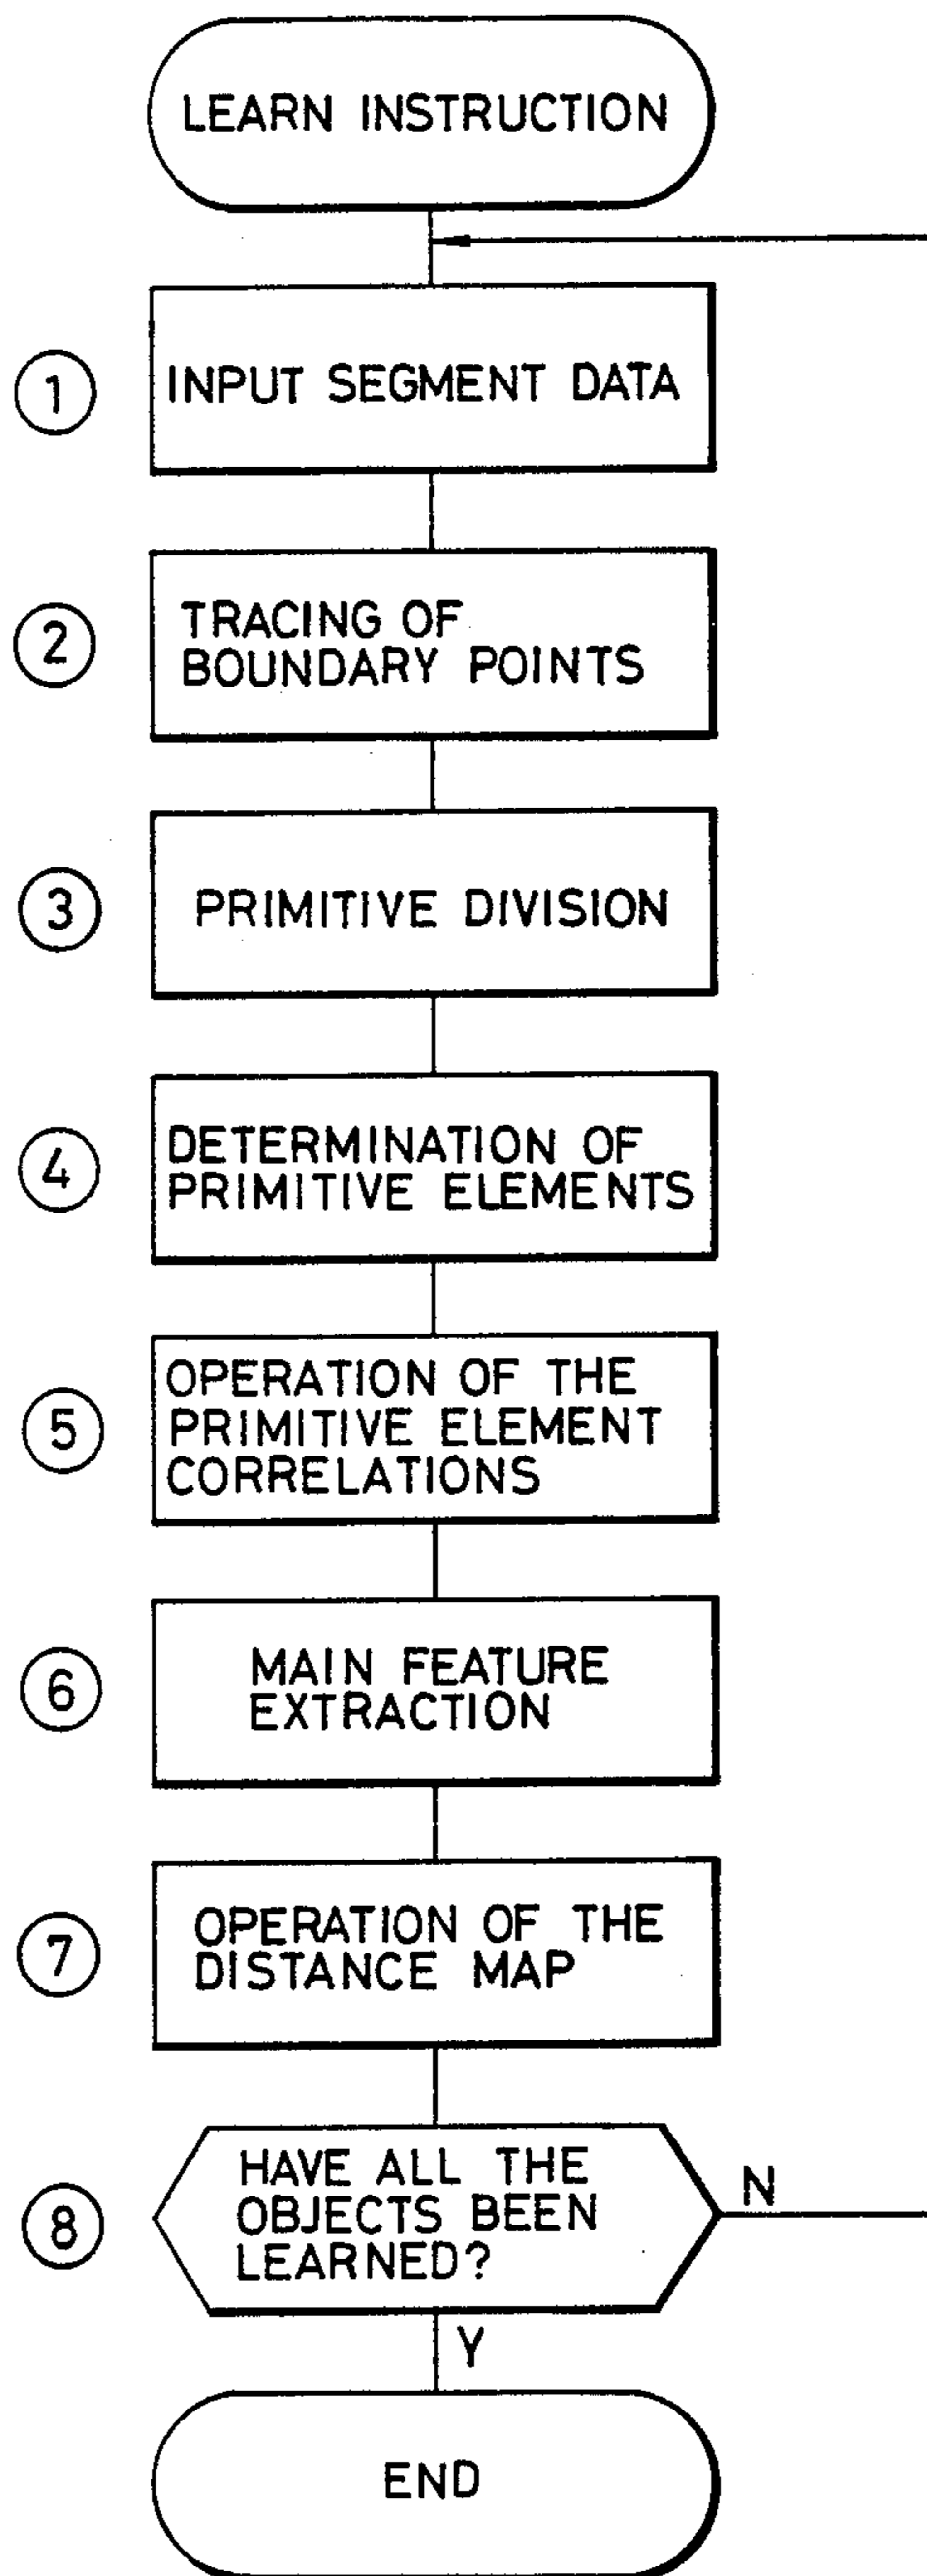 LEARN INSTRUCTION
1
INPUT SEGMENT DATA
2
TRACING OF
BOUNDARY POINTS
3
PRIMITIVE DIVISION
4
DETERMINATION OF
PRIMITIVE ELEMENTS
5
OPERATION OF THE
PRIMITIVE ELEMENT
CORRELATIONS
6
MAIN FEATURE
EXTRACTION
7
OPERATION OF THE
DISTANCE MAP
8
HAVE ALL THE
OBJECTS BEEN
LEARNED?
N
Y
END